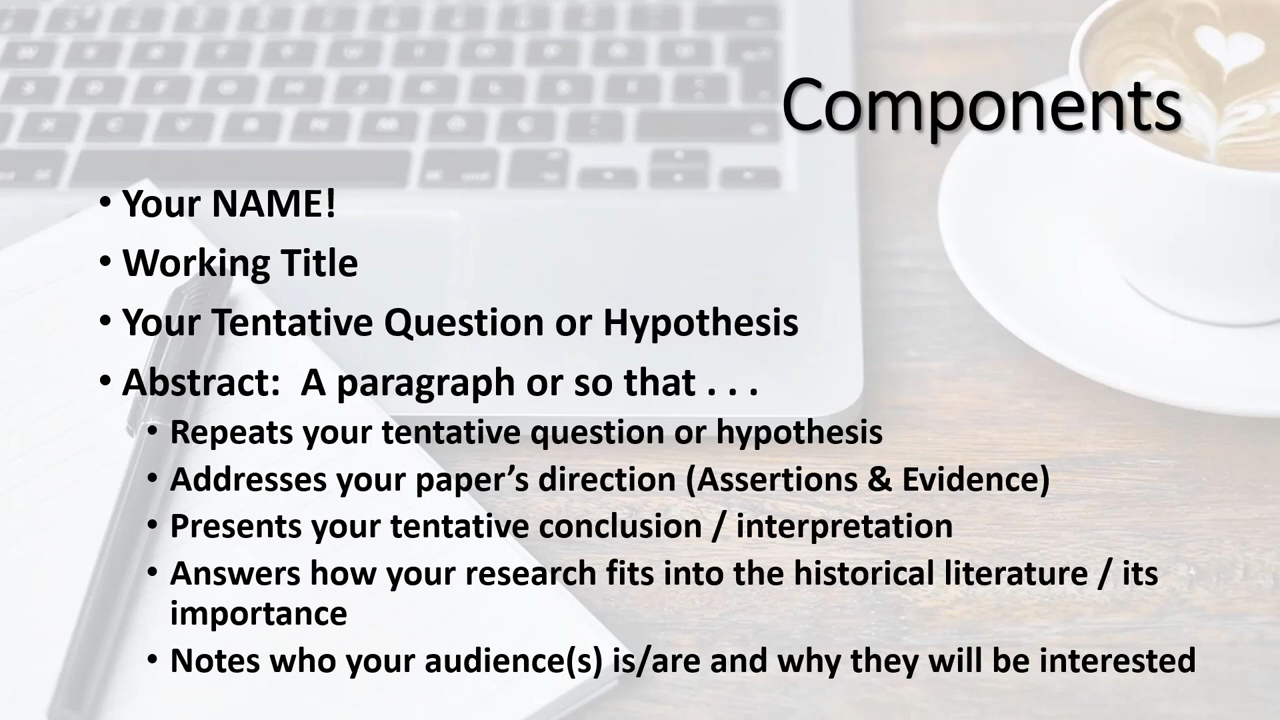 Components
• Your NAME!
• Working Title
• Your Tentative Question or Hypothesis
• Abstract:  A paragraph or so that . . .
• Repeats your tentative question or hypothesis
• Addresses your paper’s direction (Assertions & Evidence)
• Presents your tentative conclusion / interpretation
• Answers how your research fits into the historical literature / its
importance
• Notes who your audience(s) is/are and why they will be interested